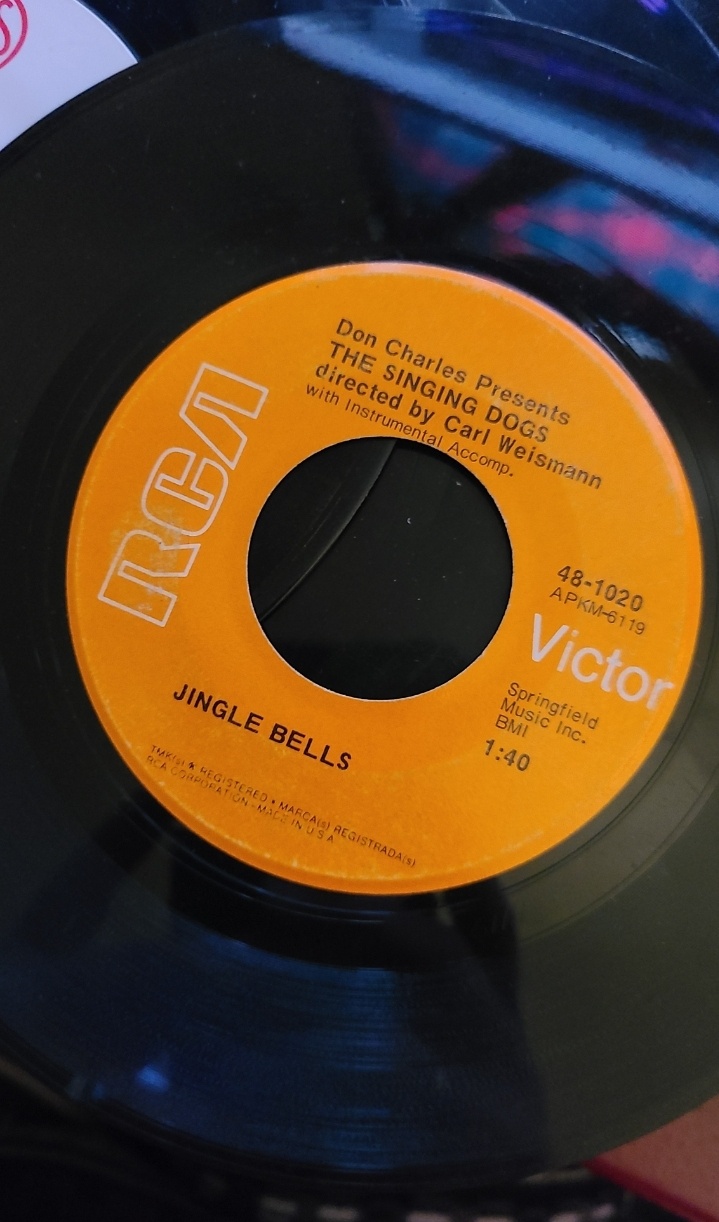 Don Charles Presents
THE SINGING DOGS
directed by Carl Weismann
with Instrumental Accomp.
RCA
48-1020
APKM-6119
Victor
Springfield
Music Inc.
BMI
1:40
JINGLE BELLS
TMK(s) ® REGISTERED • MARCA(s) REGISTRADA(s)
RCA CORPORATION–MADE IN U.S.A
S